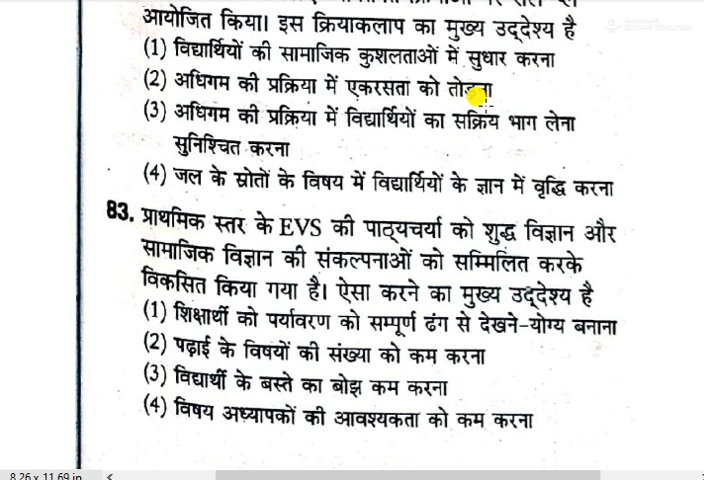 आयोजित किया। इस क्रियाकलाप का मुख्य उद्देश्य है
(1) विद्यार्थियों की सामाजिक कुशलताओं में सुधार करना
(2) अधिगम की प्रक्रिया में एकरसता को तोड़ना
(3) अधिगम की प्रक्रिया में विद्यार्थियों का सक्रिय भाग लेना
सुनिश्चित करना
(4) जल के स्रोतों के विषय में विद्यार्थियों के ज्ञान में वृद्धि करना
83. प्राथमिक स्तर के EVS की पाठ्यचर्या को शुद्ध विज्ञान और
सामाजिक विज्ञान की संकल्पनाओं को सम्मिलित करके
विकसित किया गया है। ऐसा करने का मुख्य उद्देश्य है
(1) शिक्षार्थी को पर्यावरण को सम्पूर्ण ढंग से देखने-योग्य बनाना
(2) पढ़ाई के विषयों की संख्या को कम करना
(3) विद्यार्थी के बस्ते का बोझ कम करना
(4) विषय अध्यापकों की आवश्यकता को कम करना
8.26 x 11.69 in